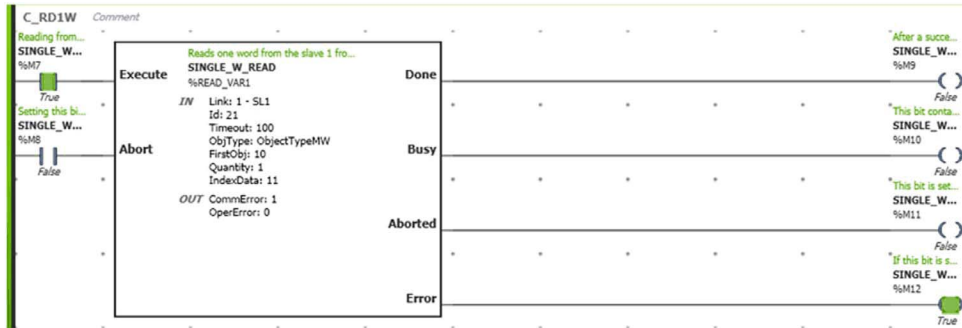 C_RD1W Comment
Reading from...
SINGLE_W...
%M7
True
Setting this bi...
SINGLE_W...
%M8
False
Reads one word from the slave 1 fro...
SINGLE_W_READ
%READ_VAR1
Execute
Abort
IN Link: 1 - SL1
Id: 21
Timeout: 100
ObjType: ObjectTypeMW
FirstObj: 10
Quantity: 1
IndexData: 11
OUT CommError: 1
OperError: 0
Done
Busy
Aborted
Error
After a succe...
SINGLE_W...
%M9
False
This bit conta...
SINGLE_W...
%M10
False
This bit is set...
SINGLE_W...
%M11
False
If this bit is s...
SINGLE_W...
%M12
True